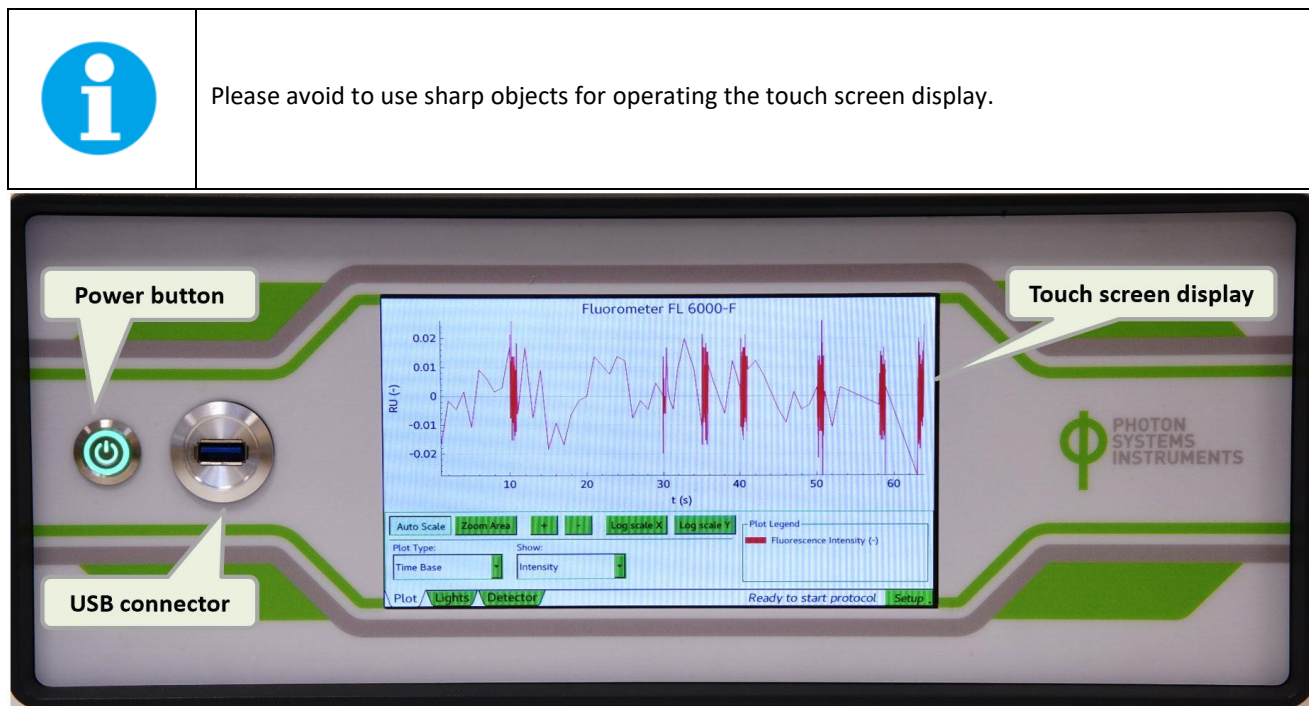 Please avoid to use sharp objects for operating the touch screen display.
Power button
Touch screen display
USB connector
Fluorometer FL 6000-F
0.02
0.01
0
-0.01
-0.02
RU (-)
10 20 30 40 50 60
t (s)
Auto Scale Zoom Area + - Log scale X Log scale Y
Plot Legend
Fluorescence Intensity (-)
Plot Type: Show:
Time Base Intensity
Plot Lights Detector Ready to start protocol Setup
PHOTON
SYSTEMS
INSTRUMENTS